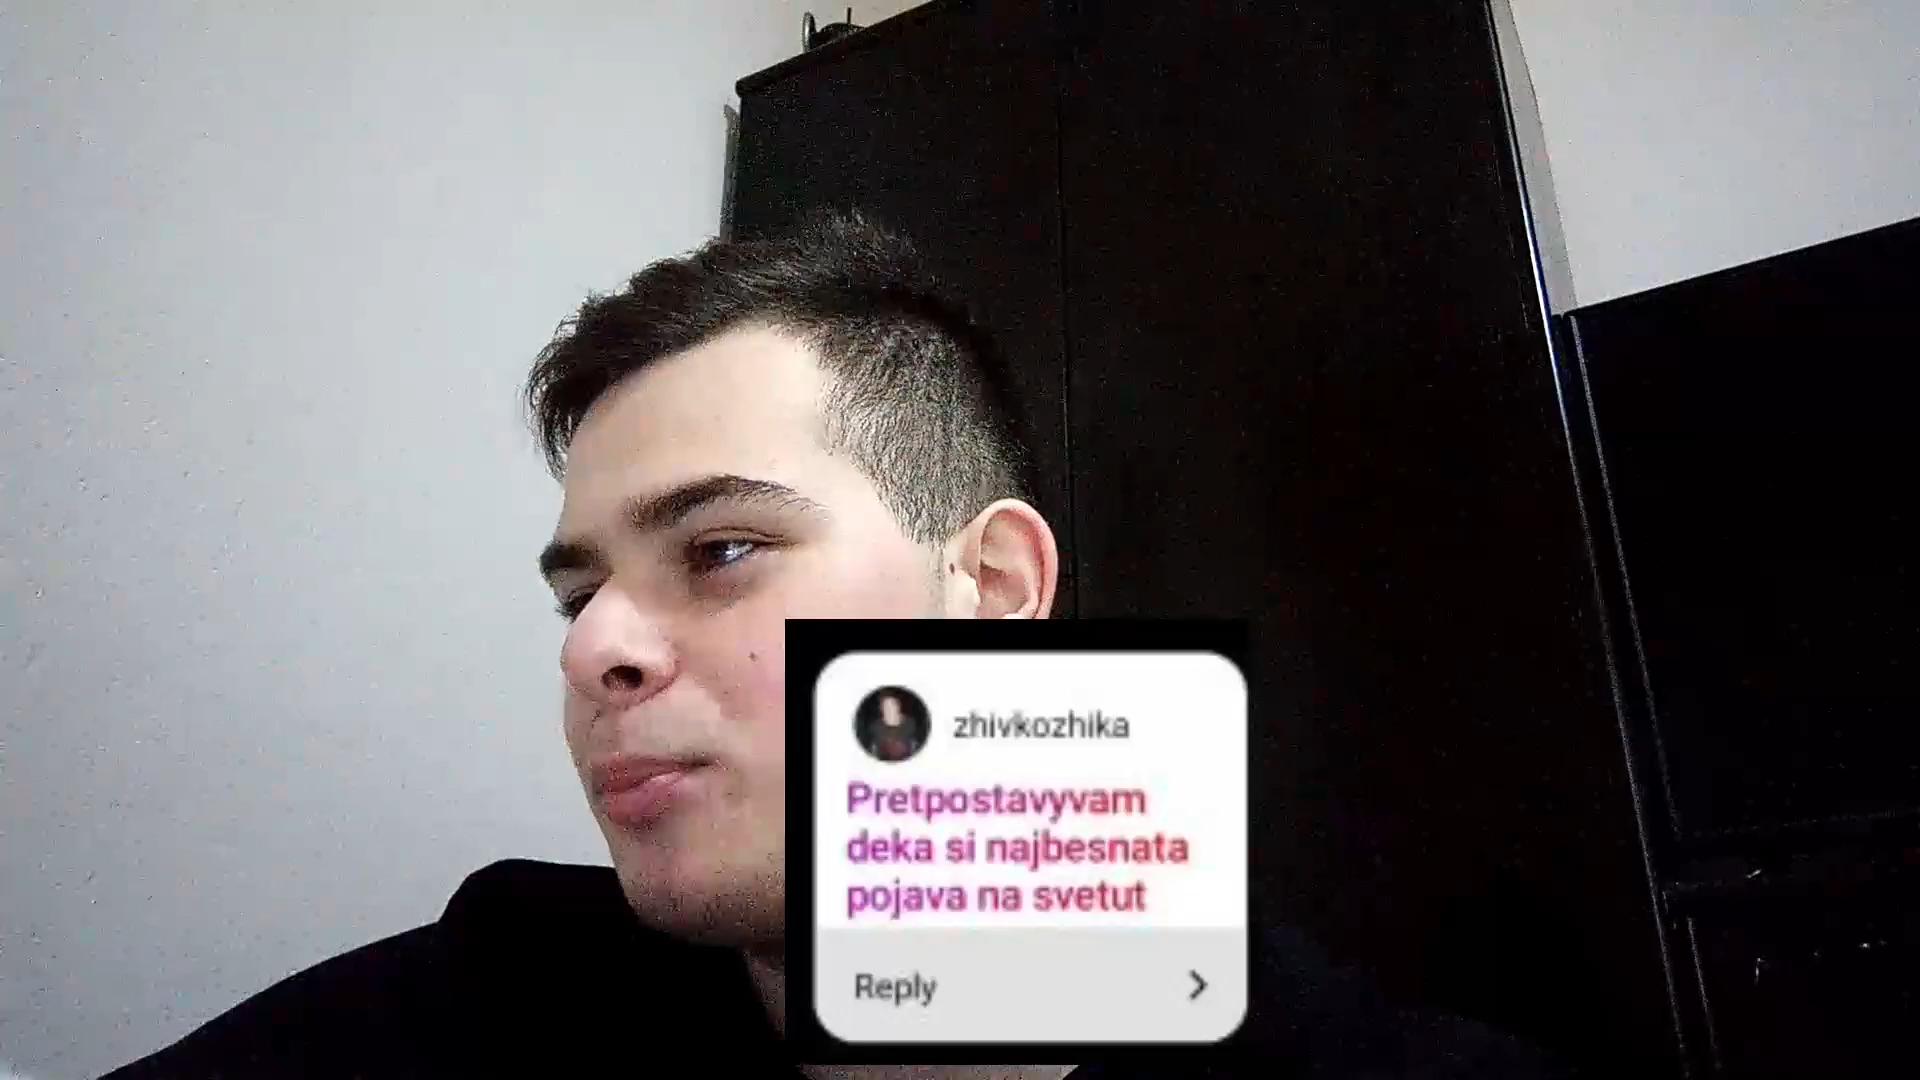 zhivkozhika
Pretpostavyvam
deka si najbesnata
pojava na svetut
Reply